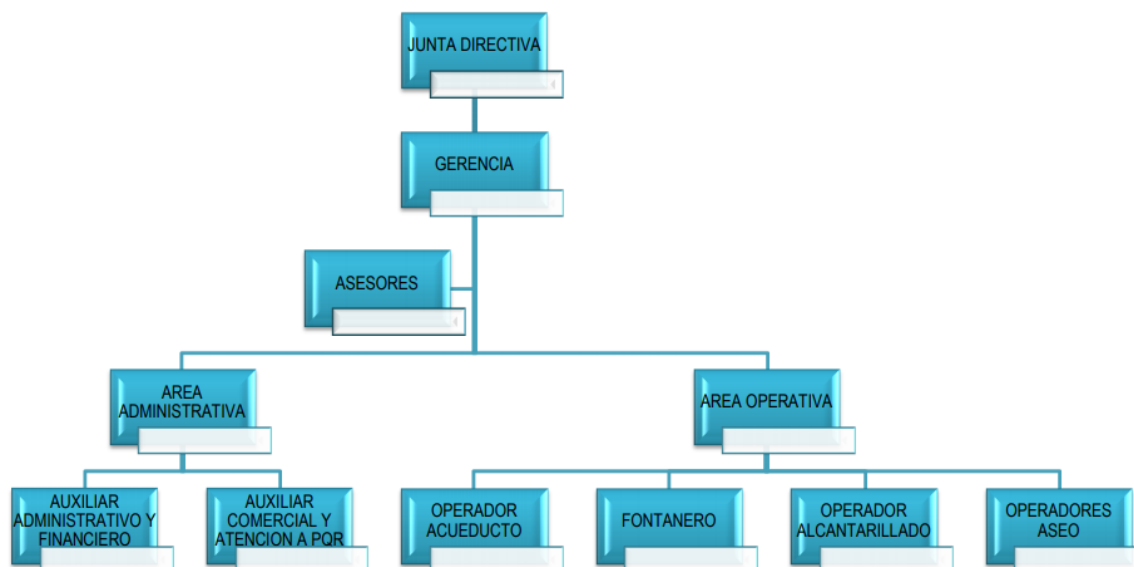 JUNTA DIRECTIVA
GERENCIA
ASESORES
AREA
ADMINISTRATIVA
AREA OPERATIVA
AUXILIAR
ADMINISTRATIVO Y
FINANCIERO
AUXILIAR
COMERCIAL Y
ATENCION A PQR
OPERADOR
ACUEDUCTO
FONTANERO
OPERADOR
ALCANTARILLADO
OPERADORES
ASEO